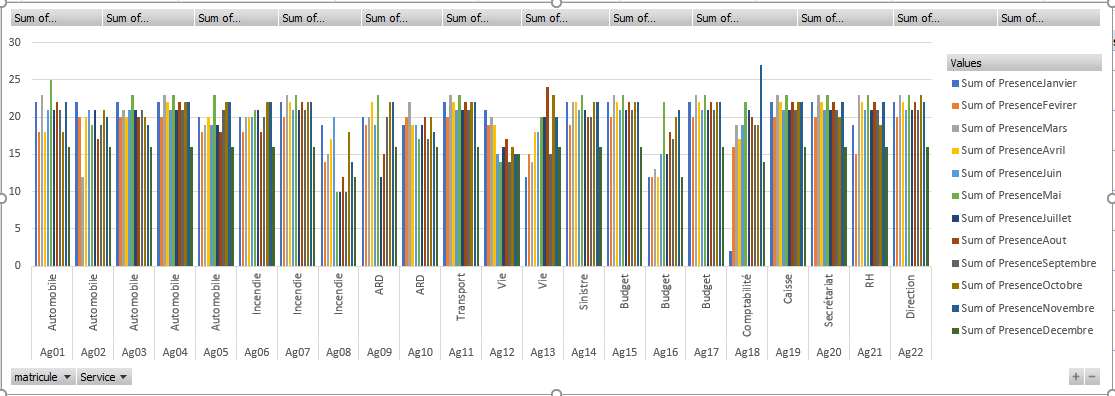 Sum of... Sum of... Sum of... Sum of... Sum of... Sum of... Sum of... Sum of... Sum of... Sum of... Sum of... Sum of...
30
25
20
15
10
5
0
Automobile Automobile Automobile Automobile Automobile Incendie Incendie Incendie ARD ARD Transport Vie Vie Sinistre Budget Budget Budget Comptabilité Caisse Secrétariat RH Direction
Ag01 Ag02 Ag03 Ag04 Ag05 Ag06 Ag07 Ag08 Ag09 Ag10 Ag11 Ag12 Ag13 Ag14 Ag15 Ag16 Ag17 Ag18 Ag19 Ag20 Ag21 Ag22
Values
Sum of PresenceJanvier
Sum of PresenceFevirer
Sum of PresenceMars
Sum of PresenceAvril
Sum of PresenceJuin
Sum of PresenceMai
Sum of PresenceJuillet
Sum of PresenceAout
Sum of PresenceSeptembre
Sum of PresenceOctobre
Sum of PresenceNovembre
Sum of PresenceDecembre
matricule Service